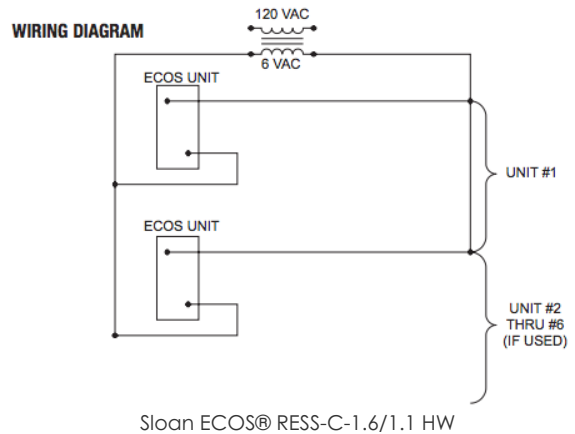 120 VAC
WIRING DIAGRAM
6 VAC
ECOS UNIT
UNIT #1
ECOS UNIT
UNIT #2
THRU #6
(IF USED)
Sloan ECOS® RESS-C-1.6/1.1 HW